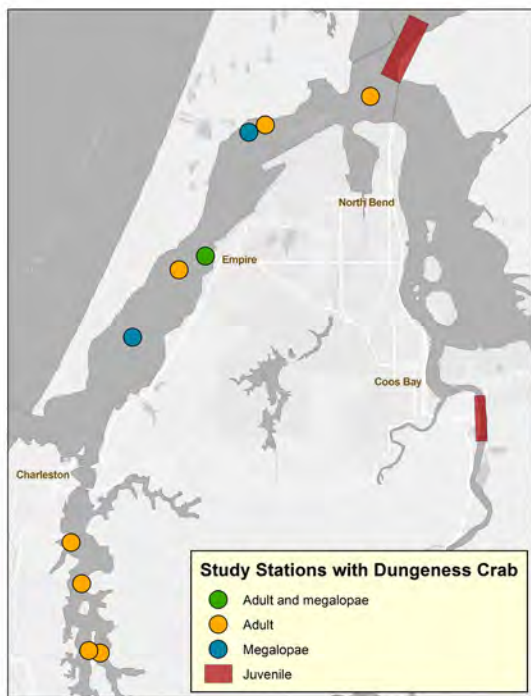 North Bend
Empire
Coos Bay
Charleston
Study Stations with Dungeness Crab
Adult and megalopae
Adult
Megalopae
Juvenile